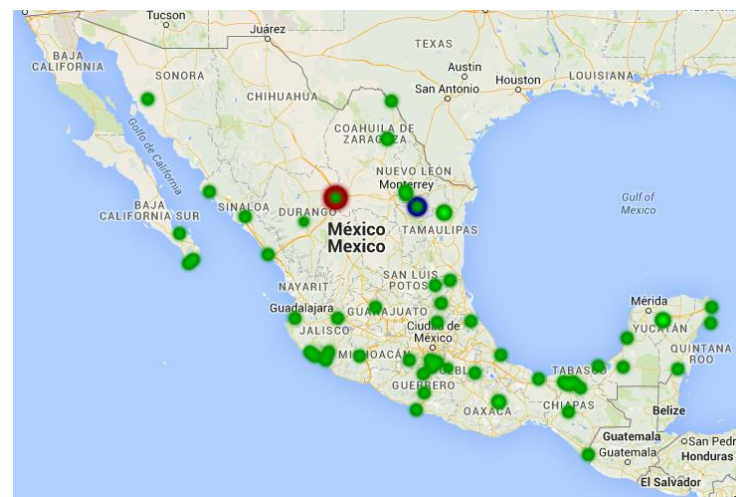 Tucson
Juárez
TEXAS
BAJA
CALIFORNIA
SONORA
Austin
San Antonio
Houston
LOUISIANA
CHIHUAHUA
Golfo de California
COAHUILA DE
ZARAGOZA
NUEVO LEÓN
Monterrey
BAJA
CALIFORNIA SUR
SINALOA
DURANGO
México
Mexico
TAMAULIPAS
Gulf of
Mexico
SAN LUIS
POTOSÍ
NAYARIT
Guadalajara
GUANAJUATO
JALISCO
Ciudad de
México
Mérida
YUCATÁN
QUINTANA
ROO
MICHOACÁN
PUEBLA
TABASCO
GUERRERO
OAXACA
CHIAPAS
Belize
Guatemala
Guatemala
San Pedr
Honduras
El Salvador